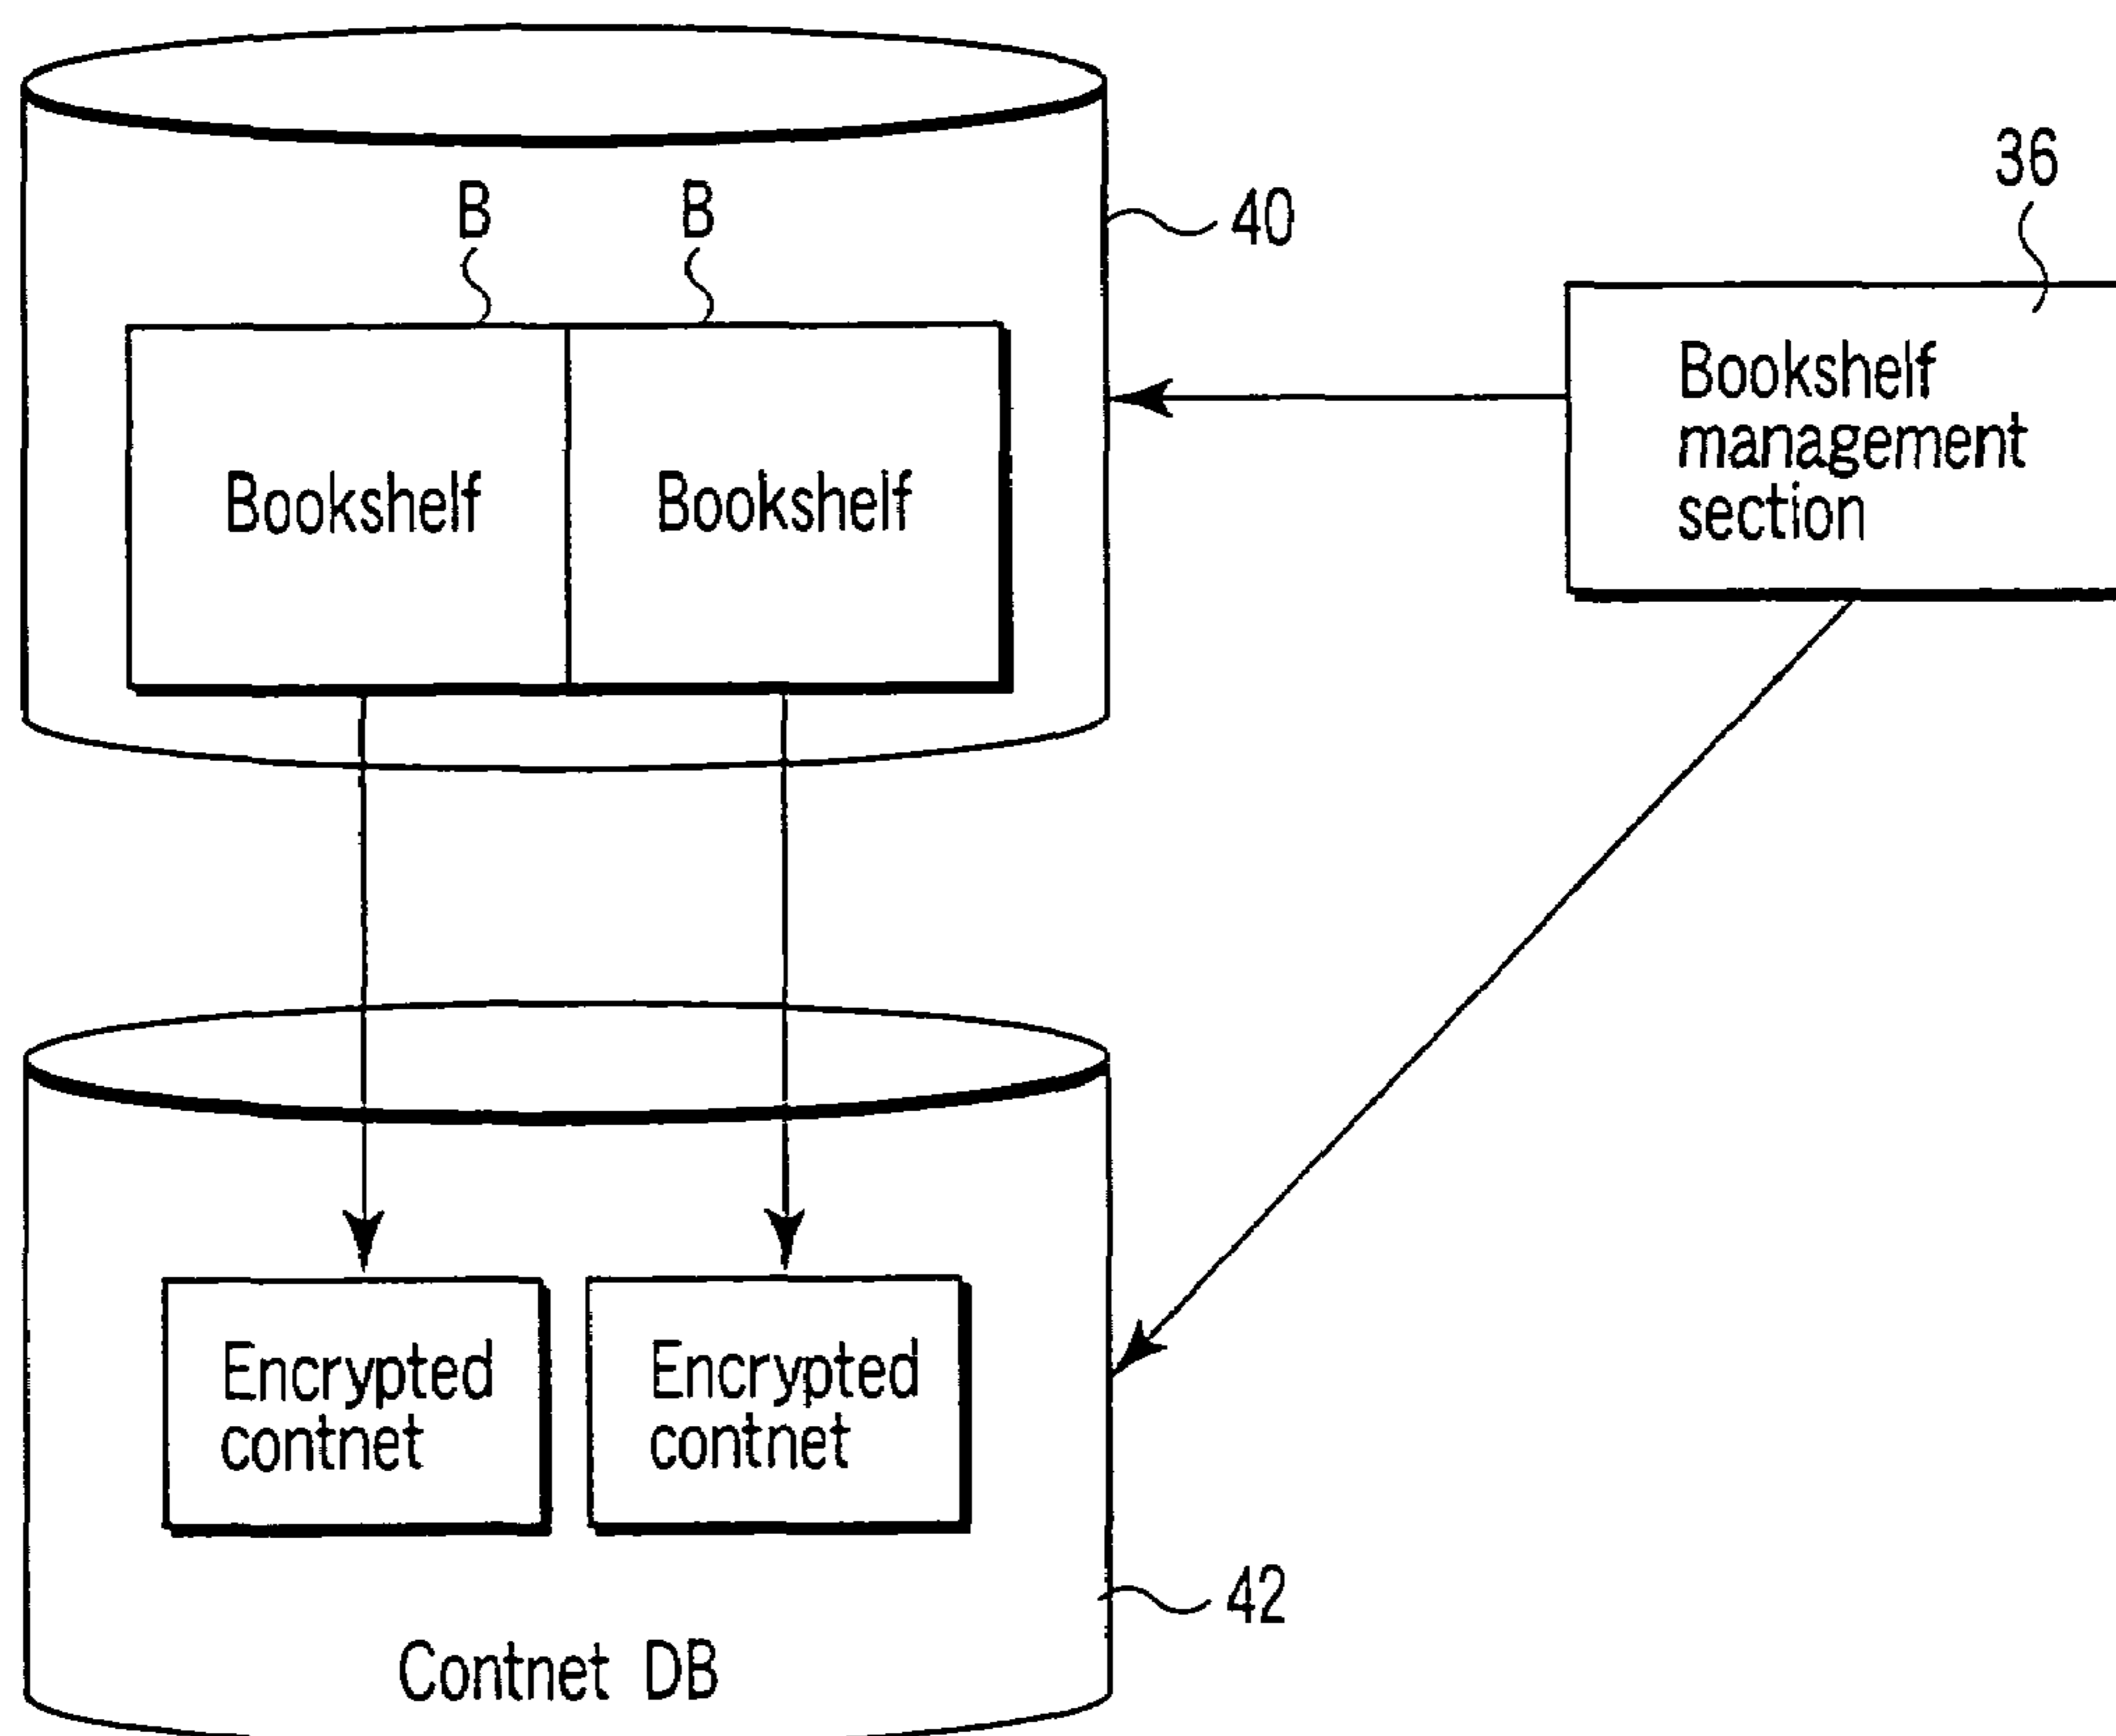 B B
40
36
Bookshelf Bookshelf
Bookshelf
management
section
Encrypted
contnet
Encrypted
contnet
42
Contnet DB